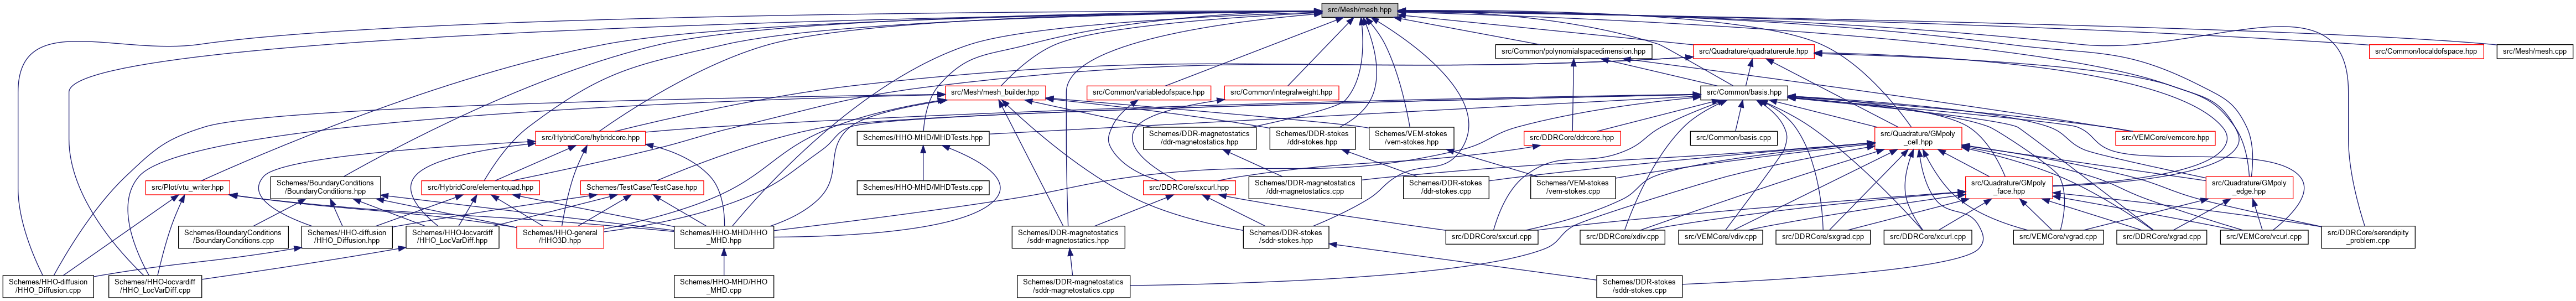 src/Mesh/mesh.hpp
src/Common/polynomialspacedimension.hpp
src/Quadrature/quadraturerule.hpp
src/Common/localdofspace.hpp
src/Mesh/mesh.cpp
src/Mesh/mesh_builder.hpp
src/Common/variabledofspace.hpp
src/Common/integralweight.hpp
src/Common/basis.hpp
src/HybridCore/hybridcore.hpp
Schemes/HHO-MHD/MHDTests.hpp
Schemes/DDR-magnetostatics
/ddr-magnetostatics.hpp
Schemes/DDR-stokes
/ddr-stokes.hpp
Schemes/VEM-stokes
/vem-stokes.hpp
src/DDRCore/ddrcore.hpp
src/Common/basis.cpp
src/Quadrature/GMpoly
_cell.hpp
src/VEMCore/vemcore.hpp
src/Plot/vtu_writer.hpp
Schemes/BoundaryConditions
/BoundaryConditions.hpp
src/HybridCore/elementquad.hpp
Schemes/TestCase/TestCase.hpp
Schemes/HHO-MHD/MHDTests.cpp
src/DDRCore/sxcurl.hpp
Schemes/DDR-magnetostatics
/ddr-magnetostatics.cpp
Schemes/DDR-stokes
/ddr-stokes.cpp
Schemes/VEM-stokes
/vem-stokes.cpp
src/Quadrature/GMpoly
_face.hpp
src/Quadrature/GMpoly
_edge.hpp
Schemes/BoundaryConditions
/BoundaryConditions.cpp
Schemes/HHO-diffusion
/HHO_Diffusion.hpp
Schemes/HHO-locvardiff
/HHO_LocVarDiff.hpp
Schemes/HHO-general
/HHO3D.hpp
Schemes/HHO-MHD/HHO
_MHD.hpp
Schemes/DDR-magnetostatics
/sddr-magnetostatics.hpp
Schemes/DDR-stokes
/sddr-stokes.hpp
src/DDRCore/sxcurl.cpp
src/DDRCore/xdiv.cpp
src/VEMCore/vdiv.cpp
src/DDRCore/sxgrad.cpp
src/DDRCore/xcurl.cpp
src/VEMCore/vgrad.cpp
src/DDRCore/xgrad.cpp
src/VEMCore/vcurl.cpp
src/DDRCore/serendipity
_problem.cpp
Schemes/HHO-diffusion
/HHO_Diffusion.cpp
Schemes/HHO-locvardiff
/HHO_LocVarDiff.cpp
Schemes/HHO-MHD/HHO
_MHD.cpp
Schemes/DDR-magnetostatics
/sddr-magnetostatics.cpp
Schemes/DDR-stokes
/sddr-stokes.cpp